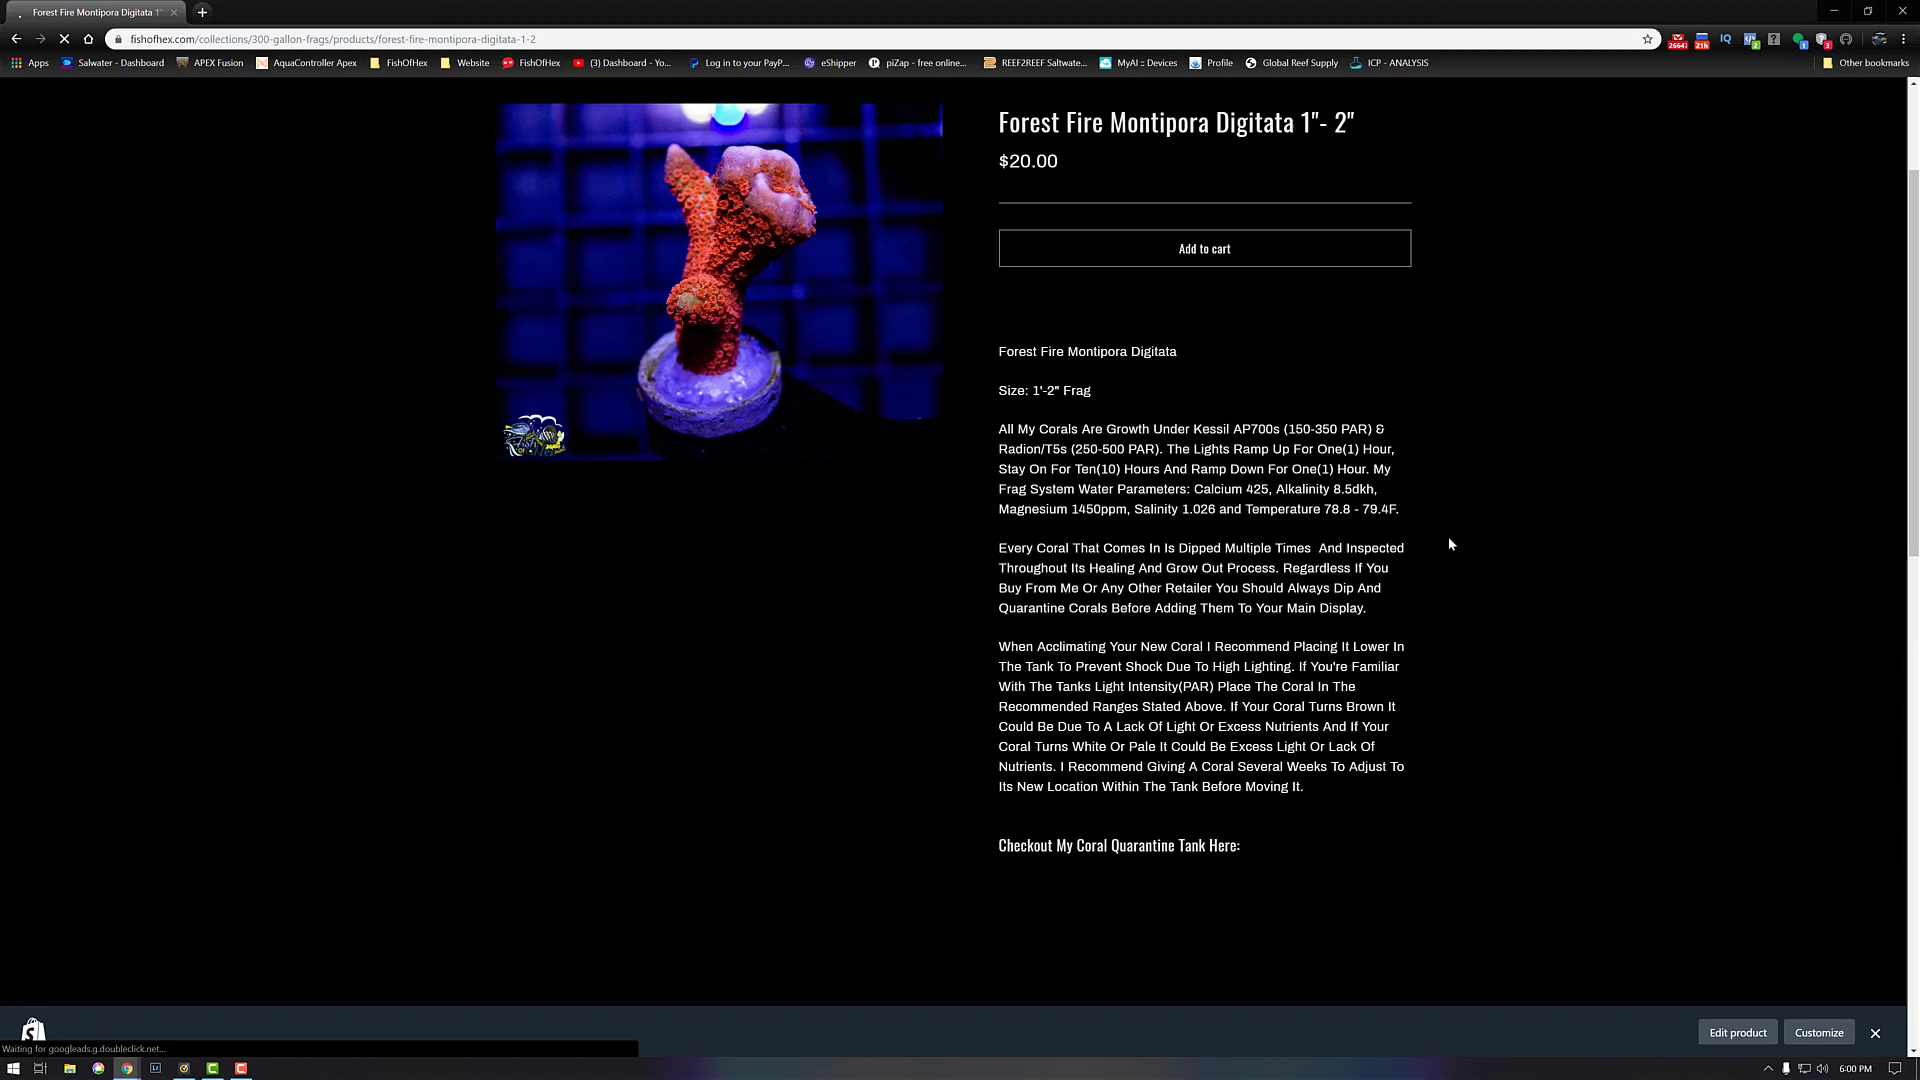 Forest Fire Montipora Digitata 1"
fishofhex.com/collections/300-gallon-frags/products/forest-fire-montipora-digitata-1-2
26641 21h IQ 2 1 3
Apps Salwater - Dashboard APEX Fusion AquaController Apex FishOfHex Website FishOfHex (3) Dashboard - Yo... Log in to your PayP... eShipper piZap - free online... REEF2REEF Saltwate... MyAI :: Devices Profile Global Reef Supply ICP - ANALYSIS Other bookmarks
Forest Fire Montipora Digitata 1"- 2"
$20.00
Add to cart
Forest Fire Montipora Digitata
Size: 1'-2" Frag
All My Corals Are Growth Under Kessil AP700s (150-350 PAR) &
Radion/T5s (250-500 PAR). The Lights Ramp Up For One(1) Hour,
Stay On For Ten(10) Hours And Ramp Down For One(1) Hour. My
Frag System Water Parameters: Calcium 425, Alkalinity 8.5dkh,
Magnesium 1450ppm, Salinity 1.026 and Temperature 78.8 - 79.4F.
Every Coral That Comes In Is Dipped Multiple Times  And Inspected
Throughout Its Healing And Grow Out Process. Regardless If You
Buy From Me Or Any Other Retailer You Should Always Dip And
Quarantine Corals Before Adding Them To Your Main Display.
When Acclimating Your New Coral I Recommend Placing It Lower In
The Tank To Prevent Shock Due To High Lighting. If You're Familiar
With The Tanks Light Intensity(PAR) Place The Coral In The
Recommended Ranges Stated Above. If Your Coral Turns Brown It
Could Be Due To A Lack Of Light Or Excess Nutrients And If Your
Coral Turns White Or Pale It Could Be Excess Light Or Lack Of
Nutrients. I Recommend Giving A Coral Several Weeks To Adjust To
Its New Location Within The Tank Before Moving It.
Checkout My Coral Quarantine Tank Here:
Edit product Customize
Waiting for googleads.g.doubleclick.net...
6:00 PM